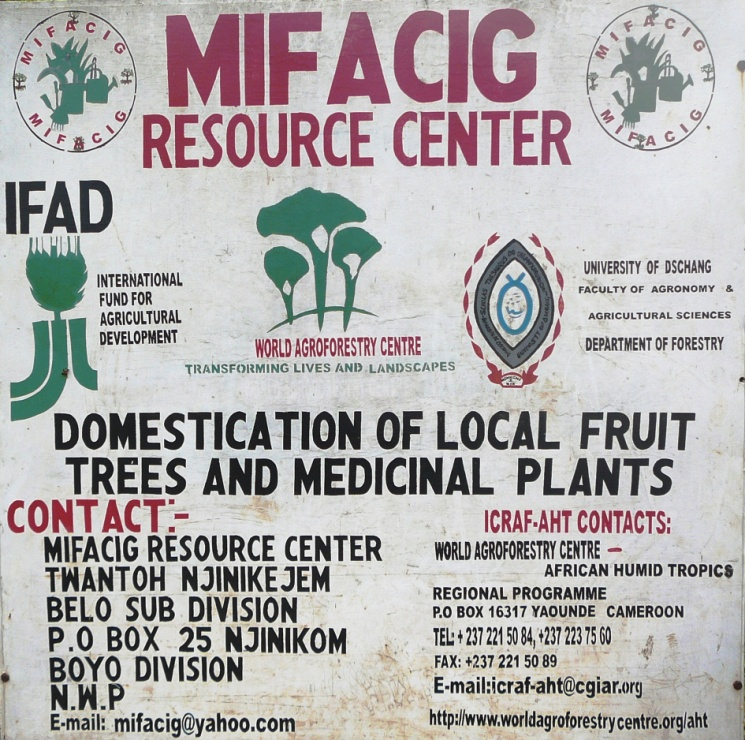 MIFACIG
MIFACIG
MIFACIG
RESOURCE CENTER
MIFACIG
MIFACIG
IFAD
INTERNATIONAL
FUND FOR
AGRICULTURAL
DEVELOPMENT
WORLD AGROFORESTRY CENTRE
TRANSFORMING LIVES AND LANDSCAPES
UNIVERSITY OF DSCHANG
FACULTY OF AGRONOMY &
AGRICULTURAL SCIENCES
DEPARTMENT OF FORESTRY
DOMESTICATION OF LOCAL FRUIT
TREES AND MEDICINAL PLANTS
CONTACT:-
MIFACIG RESOURCE CENTER
TWANTOH NJINIKEJEM
BELO SUB DIVISION
P.O BOX 25 NJINIKOM
BOYO DIVISION
N.W.P
E-mail: mifacig@yahoo.com
ICRAF-AHT CONTACTS:
WORLD AGROFORESTRY CENTRE –
AFRICAN HUMID TROPICS
REGIONAL PROGRAMME
P.O BOX 16317 YAOUNDE CAMEROON
TEL: + 237 221 50 84, +237 223 75 60
FAX: +237 221 50 89
E-mail:icraf-aht@cgiar.org
http://www.worldagroforestrycentre.org/aht